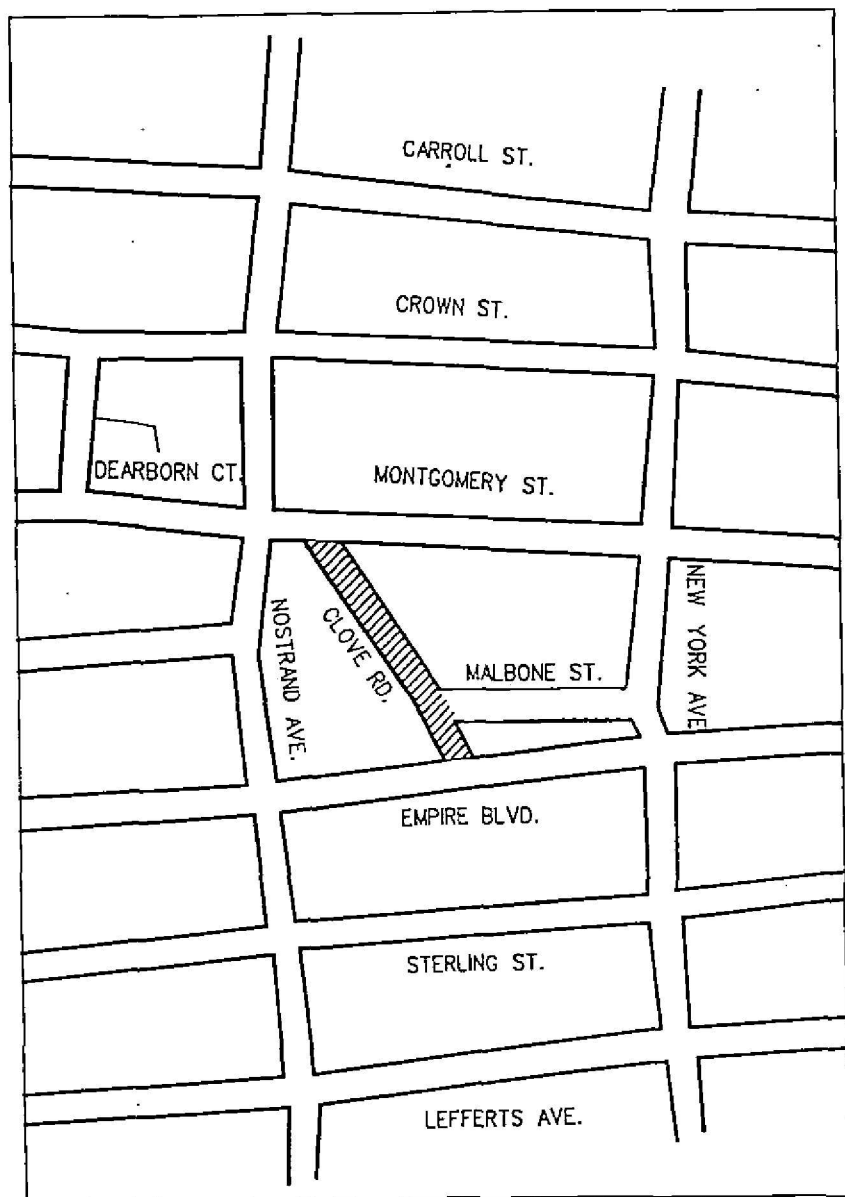 CARROLL ST.
CROWN ST.
DEARBORN CT.
MONTGOMERY ST.
NOSTRAND AVE.
CLOVE RD.
MALBONE ST.
NEW YORK AVE.
EMPIRE BLVD.
STERLING ST.
LEFFERTS AVE.